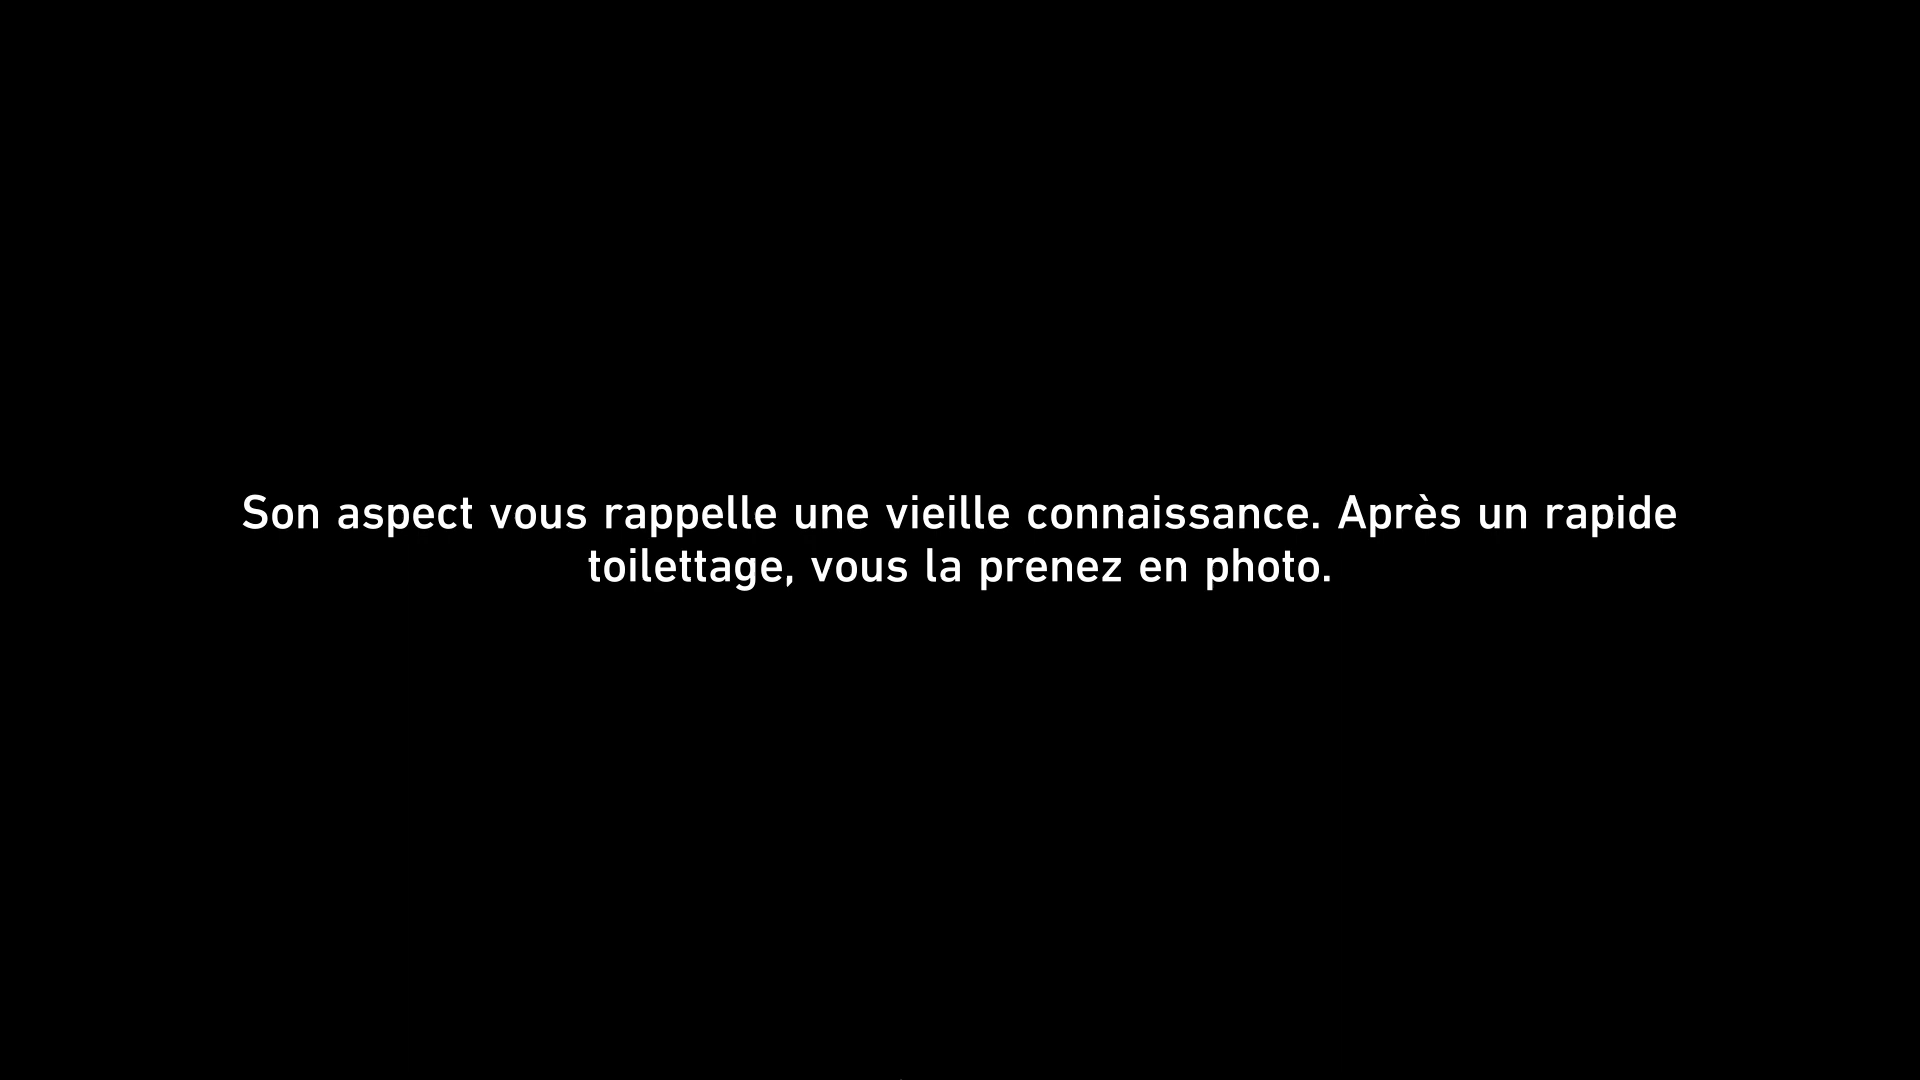 Son aspect vous rappelle une vieille connaissance. Après un rapide
toilettage, vous la prenez en photo.